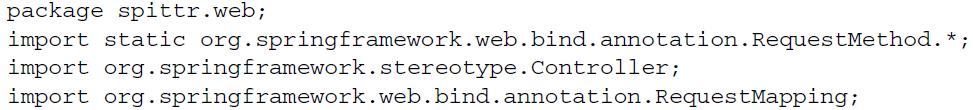 package spittr.web;
import static org.springframework.web.bind.annotation.RequestMethod.*;
import org.springframework.stereotype.Controller;
import org.springframework.web.bind.annotation.RequestMapping;